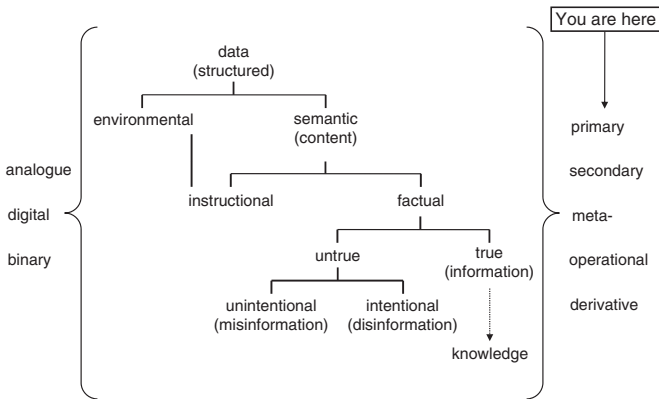 You are here
data
(structured)
environmental
semantic
(content)
primary
analogue
secondary
instructional
factual
digital
meta-
untrue
true
(information)
binary
operational
unintentional
(misinformation)
intentional
(disinformation)
derivative
knowledge